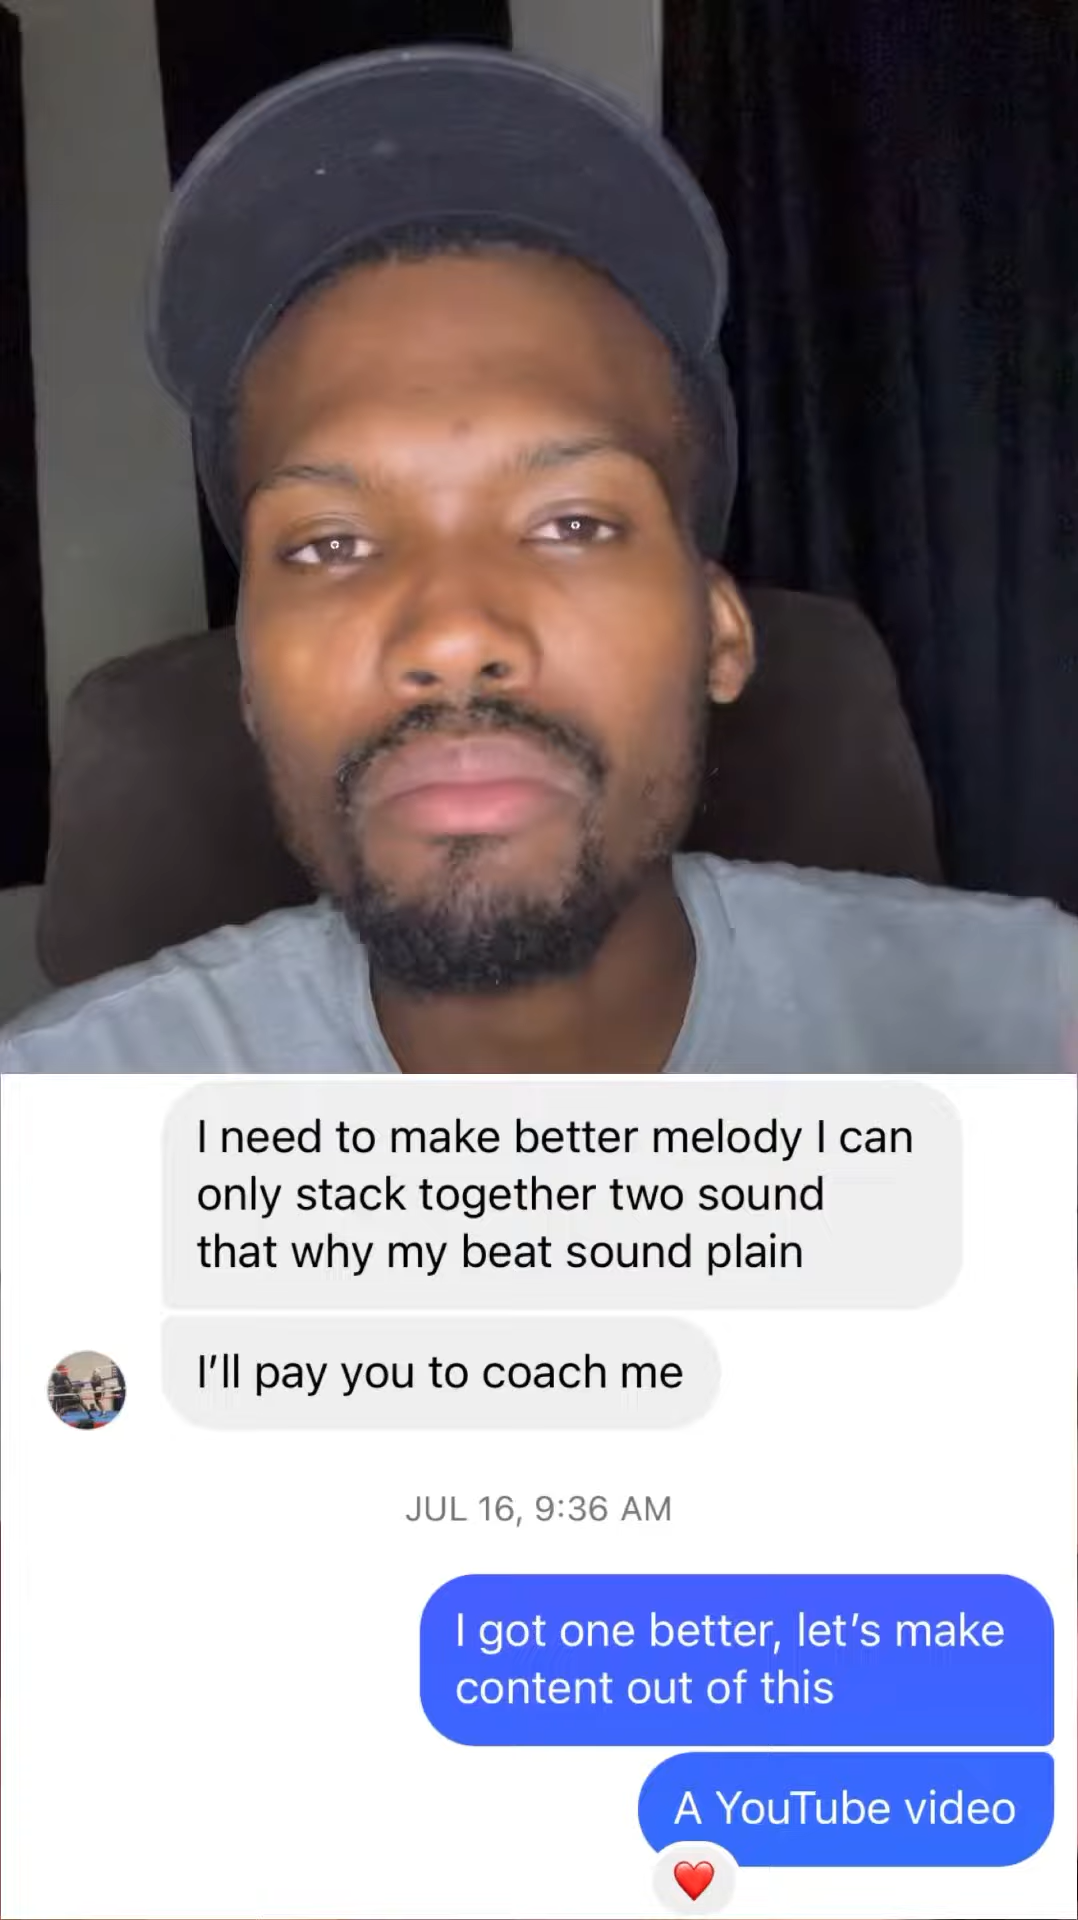 I need to make better melody I can
only stack together two sound
that why my beat sound plain
I'll pay you to coach me
JUL 16, 9:36 AM
I got one better, let's make
content out of this
A YouTube video